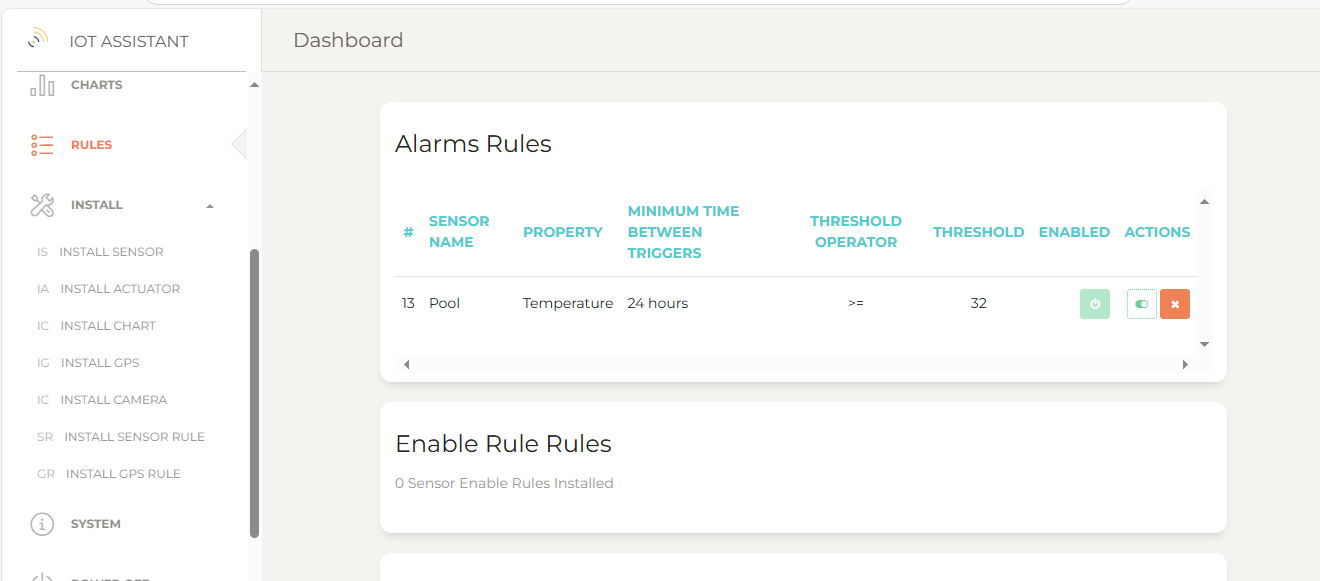 IOT ASSISTANT
Dashboard
CHARTS
RULES
INSTALL
IS INSTALL SENSOR
IA INSTALL ACTUATOR
IC INSTALL CHART
IG INSTALL GPS
IC INSTALL CAMERA
SR INSTALL SENSOR RULE
GR INSTALL GPS RULE
SYSTEM
Alarms Rules
# SENSOR NAME PROPERTY MINIMUM TIME BETWEEN TRIGGERS THRESHOLD OPERATOR THRESHOLD ENABLED ACTIONS
13 Pool Temperature 24 hours >= 32
Enable Rule Rules
0 Sensor Enable Rules Installed